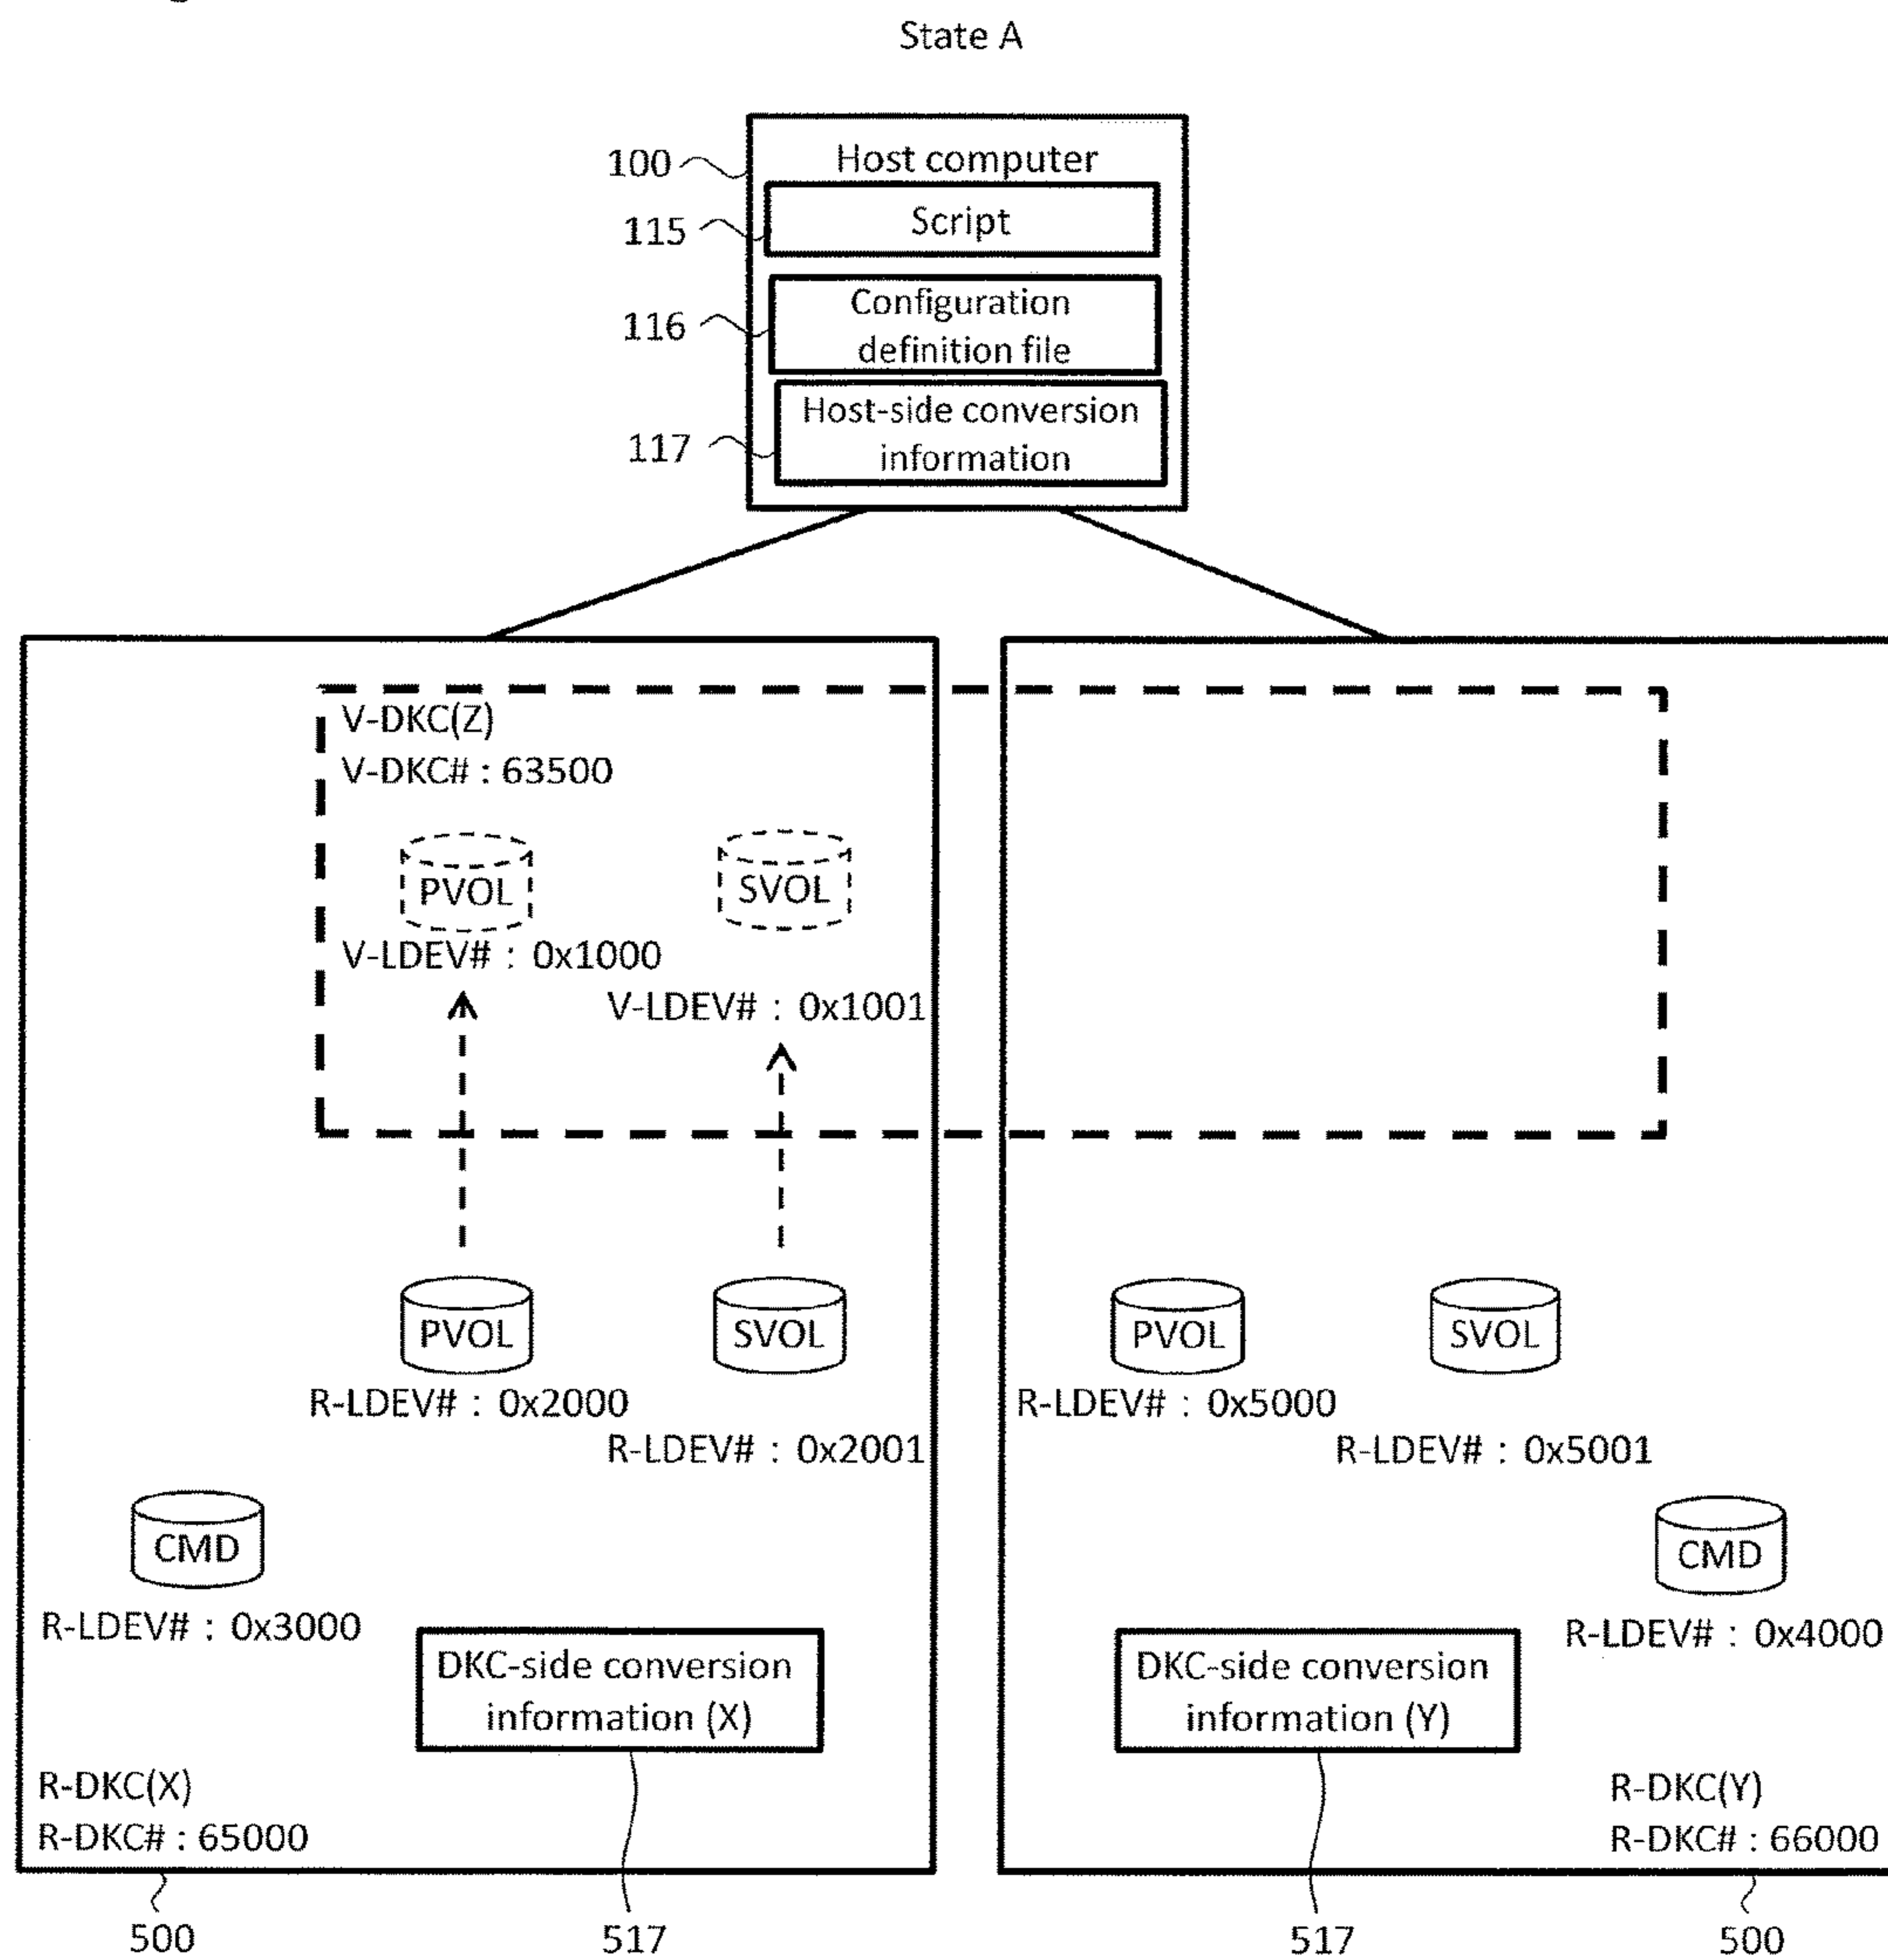 State A
Host computer
100
Script
115
Configuration
definition file
116
Host-side conversion
information
117
V-DKC(Z)
V-DKC# : 63500
PVOL
SVOL
V-LDEV# : 0x1000
V-LDEV# : 0x1001
PVOL
SVOL
PVOL
SVOL
R-LDEV# : 0x2000
R-LDEV# : 0x5000
R-LDEV# : 0x2001
R-LDEV# : 0x5001
CMD
CMD
R-LDEV# : 0x3000
R-LDEV# : 0x4000
DKC-side conversion
information (X)
DKC-side conversion
information (Y)
R-DKC(X)
R-DKC# : 65000
R-DKC(Y)
R-DKC# : 66000
500
517
517
500